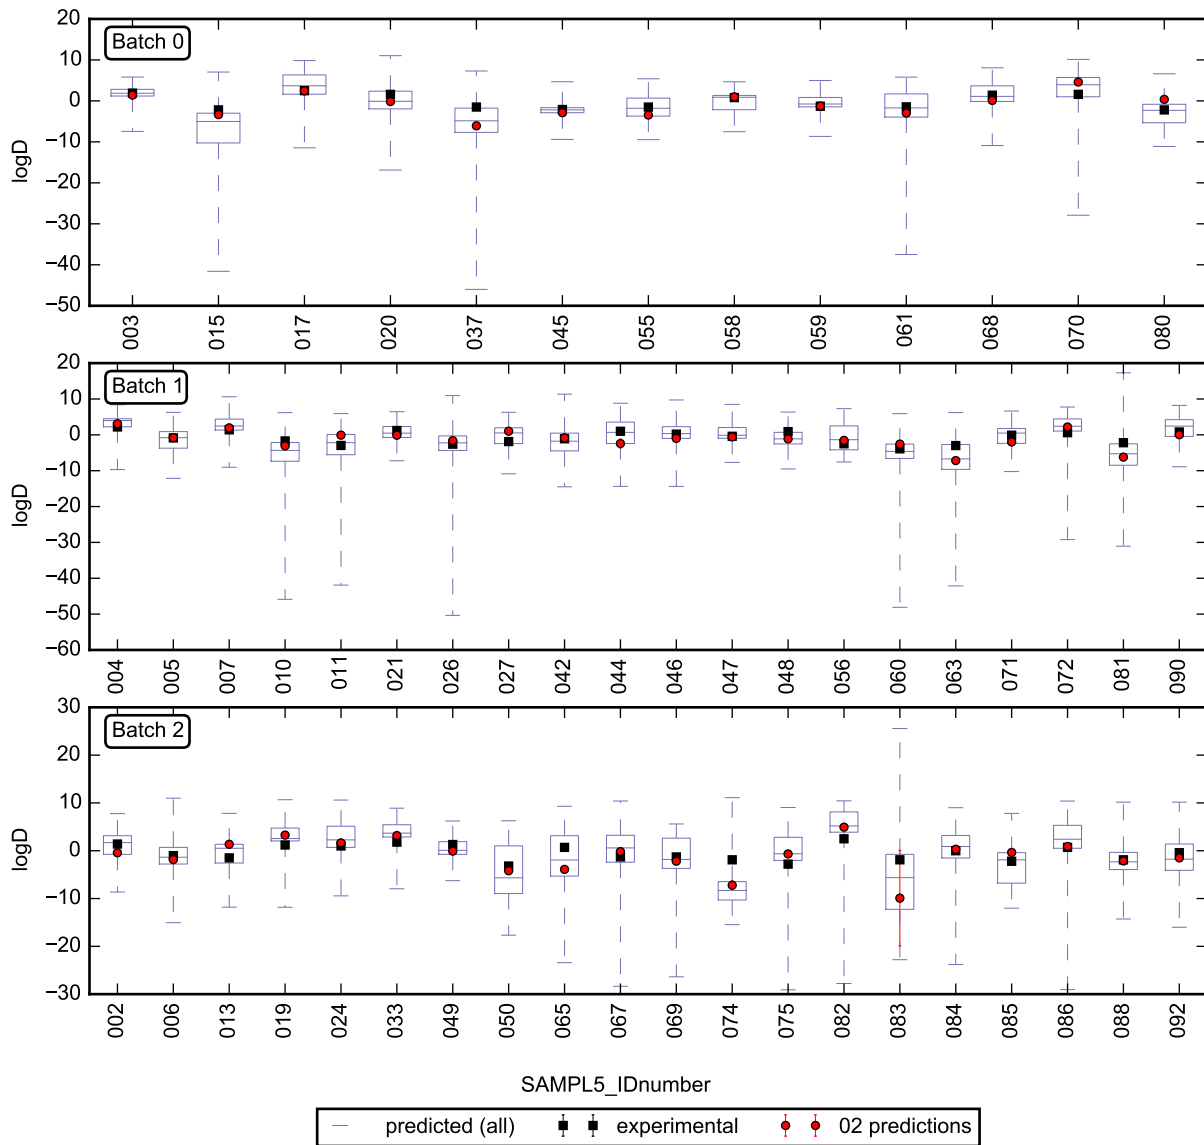 20
Batch 0
10
0
−10
−20
−30
−40
−50
logD
003 015 017 020 037 045 055 058 059 061 068 070 080
20
Batch 1
10
0
−10
−20
−30
−40
−50
−60
logD
004 005 007 010 011 021 026 027 042 044 046 047 048 056 060 063 071 072 081 090
30
Batch 2
20
10
0
−10
−20
−30
logD
002 006 013 019 024 033 049 050 065 067 069 074 075 082 083 084 085 086 088 092
SAMPL5_IDnumber
predicted (all) experimental 02 predictions